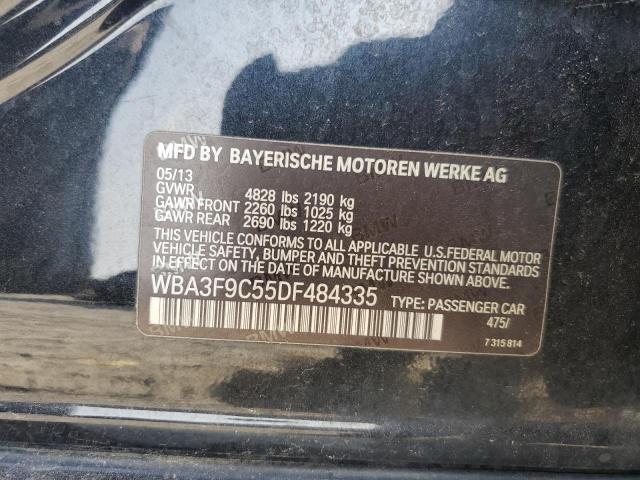 MFD BY BAYERISCHE MOTOREN WERKE AG
05/13
GVWR 4828 lbs 2190 kg
GAWR FRONT 2260 lbs 1025 kg
GAWR REAR 2690 lbs 1220 kg
THIS VEHICLE CONFORMS TO ALL APPLICABLE U.S.FEDERAL MOTOR
VEHICLE SAFETY, BUMPER AND THEFT PREVENTION STANDARDS
IN EFFECT ON THE DATE OF MANUFACTURE SHOWN ABOVE.
WBA3F9C55DF484335 TYPE: PASSENGER CAR
475/
7 315 814